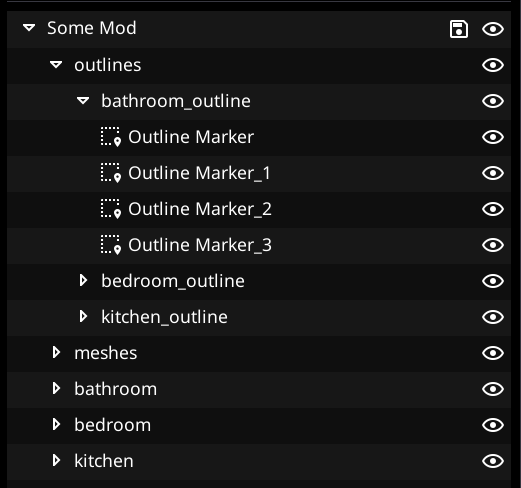 Some Mod
outlines
bathroom_outline
Outline Marker
Outline Marker_1
Outline Marker_2
Outline Marker_3
bedroom_outline
kitchen_outline
meshes
bathroom
bedroom
kitchen